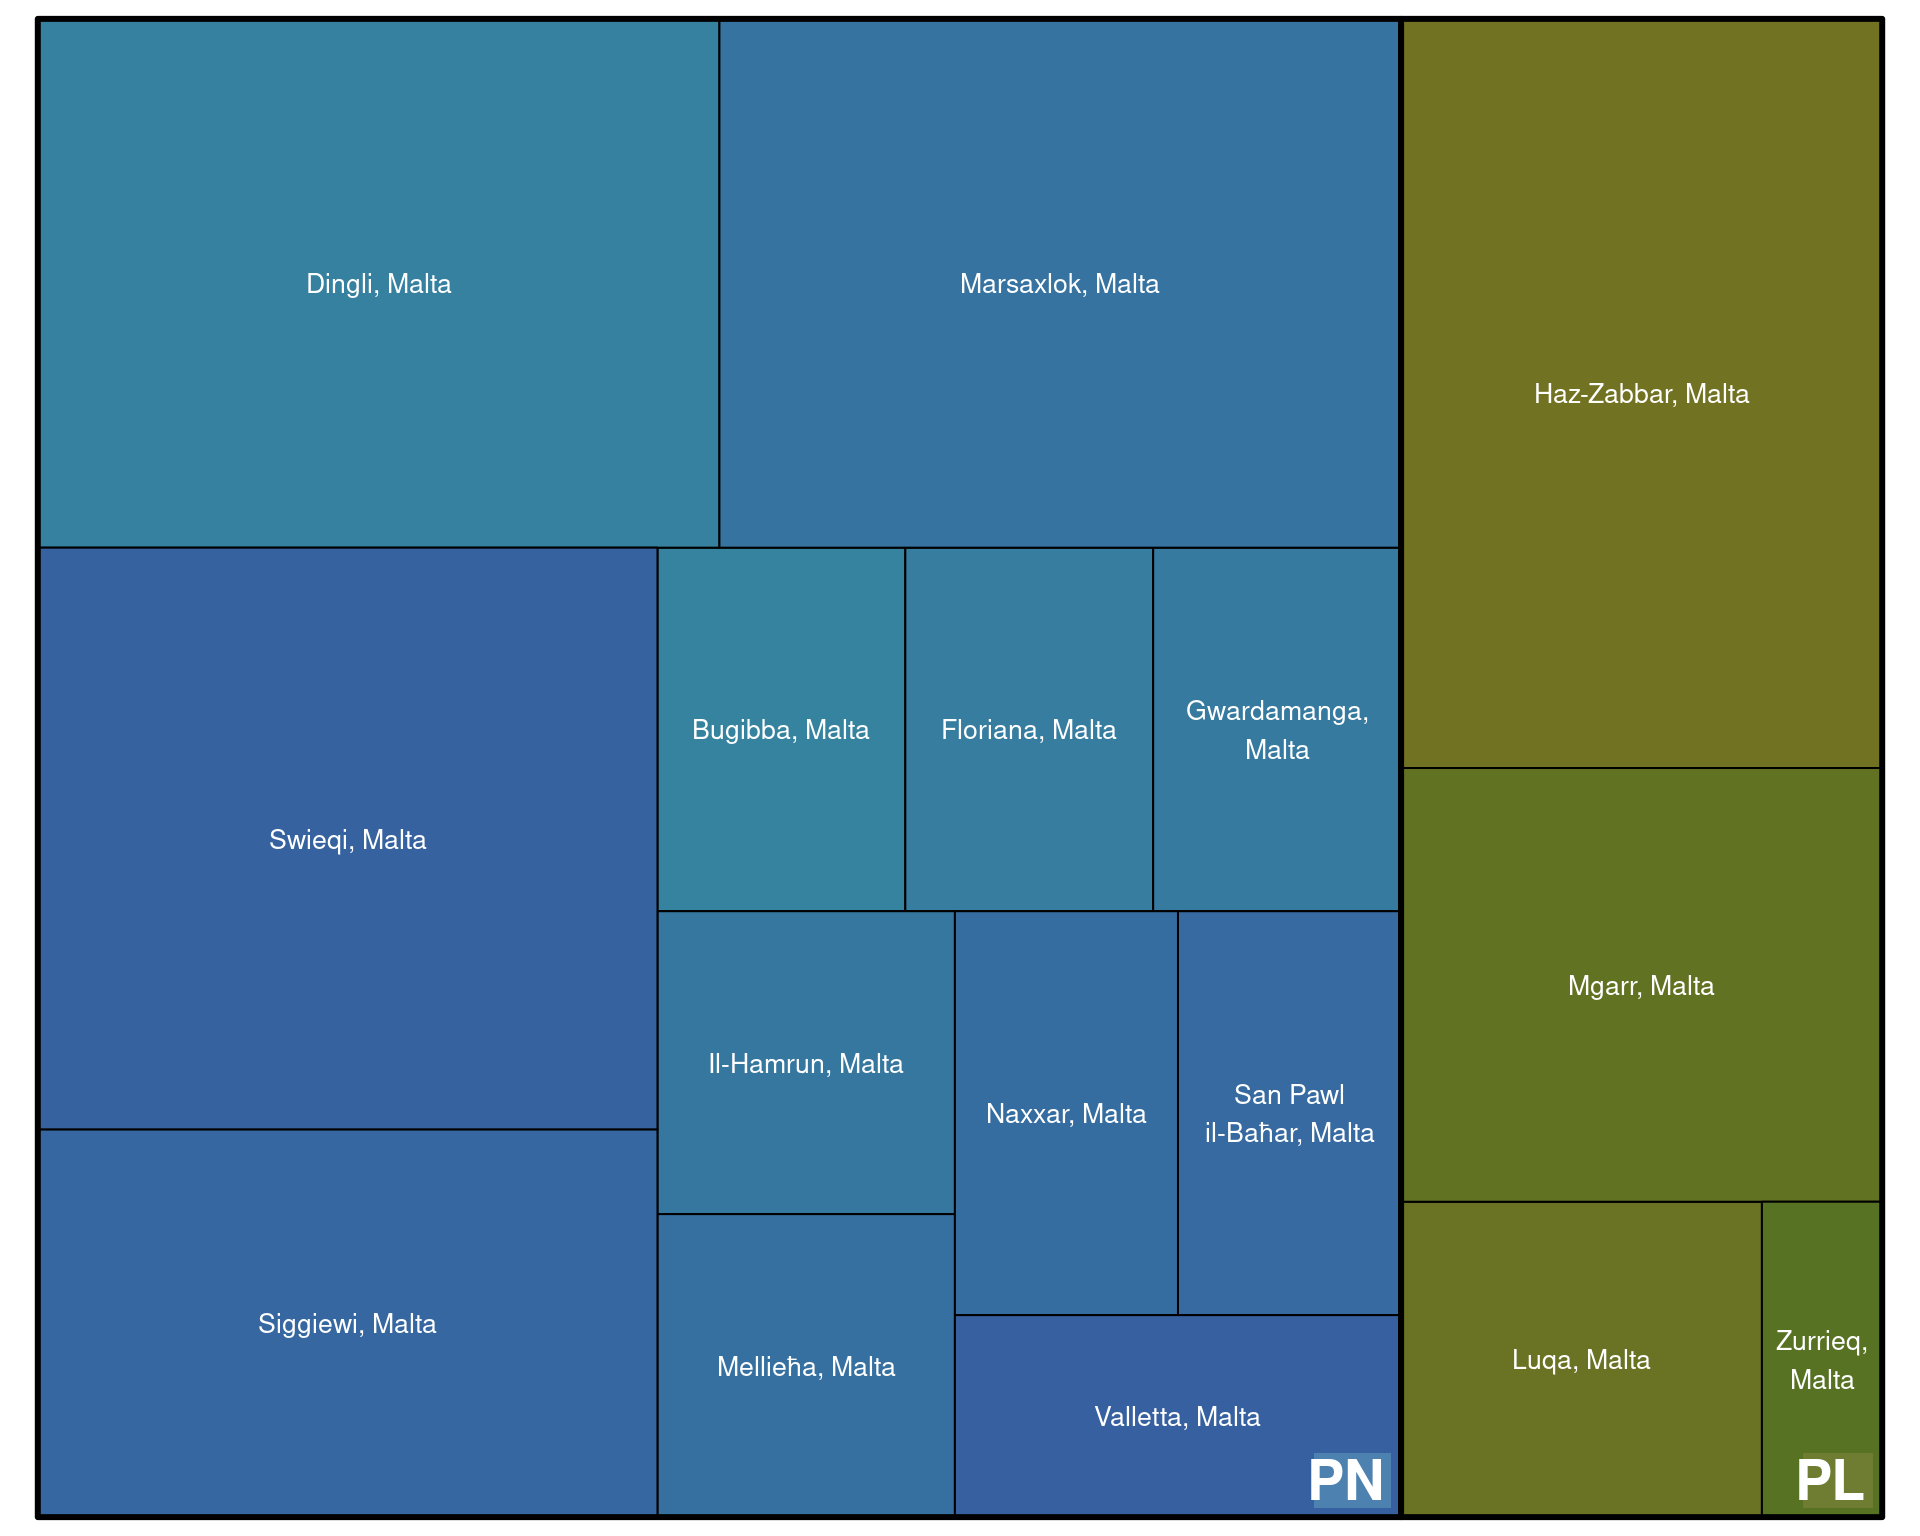 Dingli, Malta
Marsaxlok, Malta
Haz-Zabbar, Malta
Swieqi, Malta
Bugibba, Malta
Floriana, Malta
Gwardamanga,
Malta
Mgarr, Malta
Il-Hamrun, Malta
Naxxar, Malta
San Pawl
il-Baħar, Malta
Siggiewi, Malta
Mellieħa, Malta
Valletta, Malta
Luqa, Malta
Zurrieq,
Malta
PN
PL